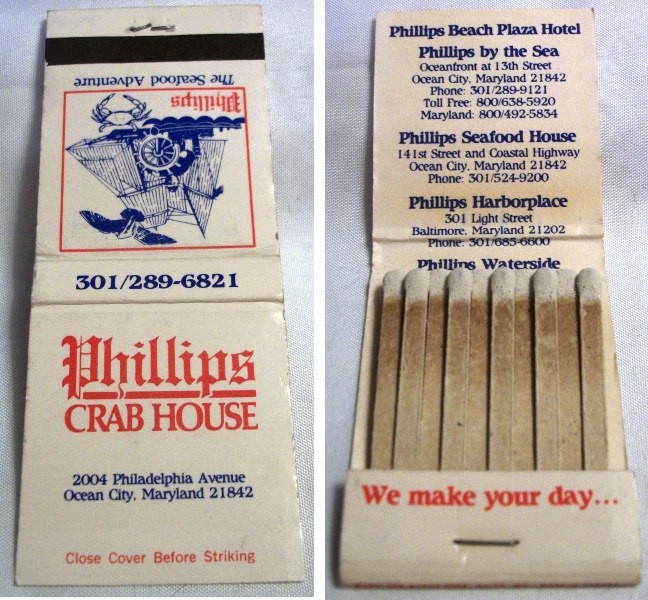 The Seafood Adventure
Phillips
301/289-6821
Phillips
CRAB HOUSE
2004 Philadelphia Avenue
Ocean City, Maryland 21842
Close Cover Before Striking
Phillips Beach Plaza Hotel
Phillips by the Sea
Oceanfront at 13th Street
Ocean City, Maryland 21842
Phone: 301/289-9121
Toll Free: 800/638-5920
Maryland: 800/492-5834
Phillips Seafood House
141st Street and Coastal Highway
Ocean City, Maryland 21842
Phone: 301/524-9200
Phillips Harborplace
301 Light Street
Baltimore, Maryland 21202
Phone: 301/685-6600
Phillips Waterside
We make your day...